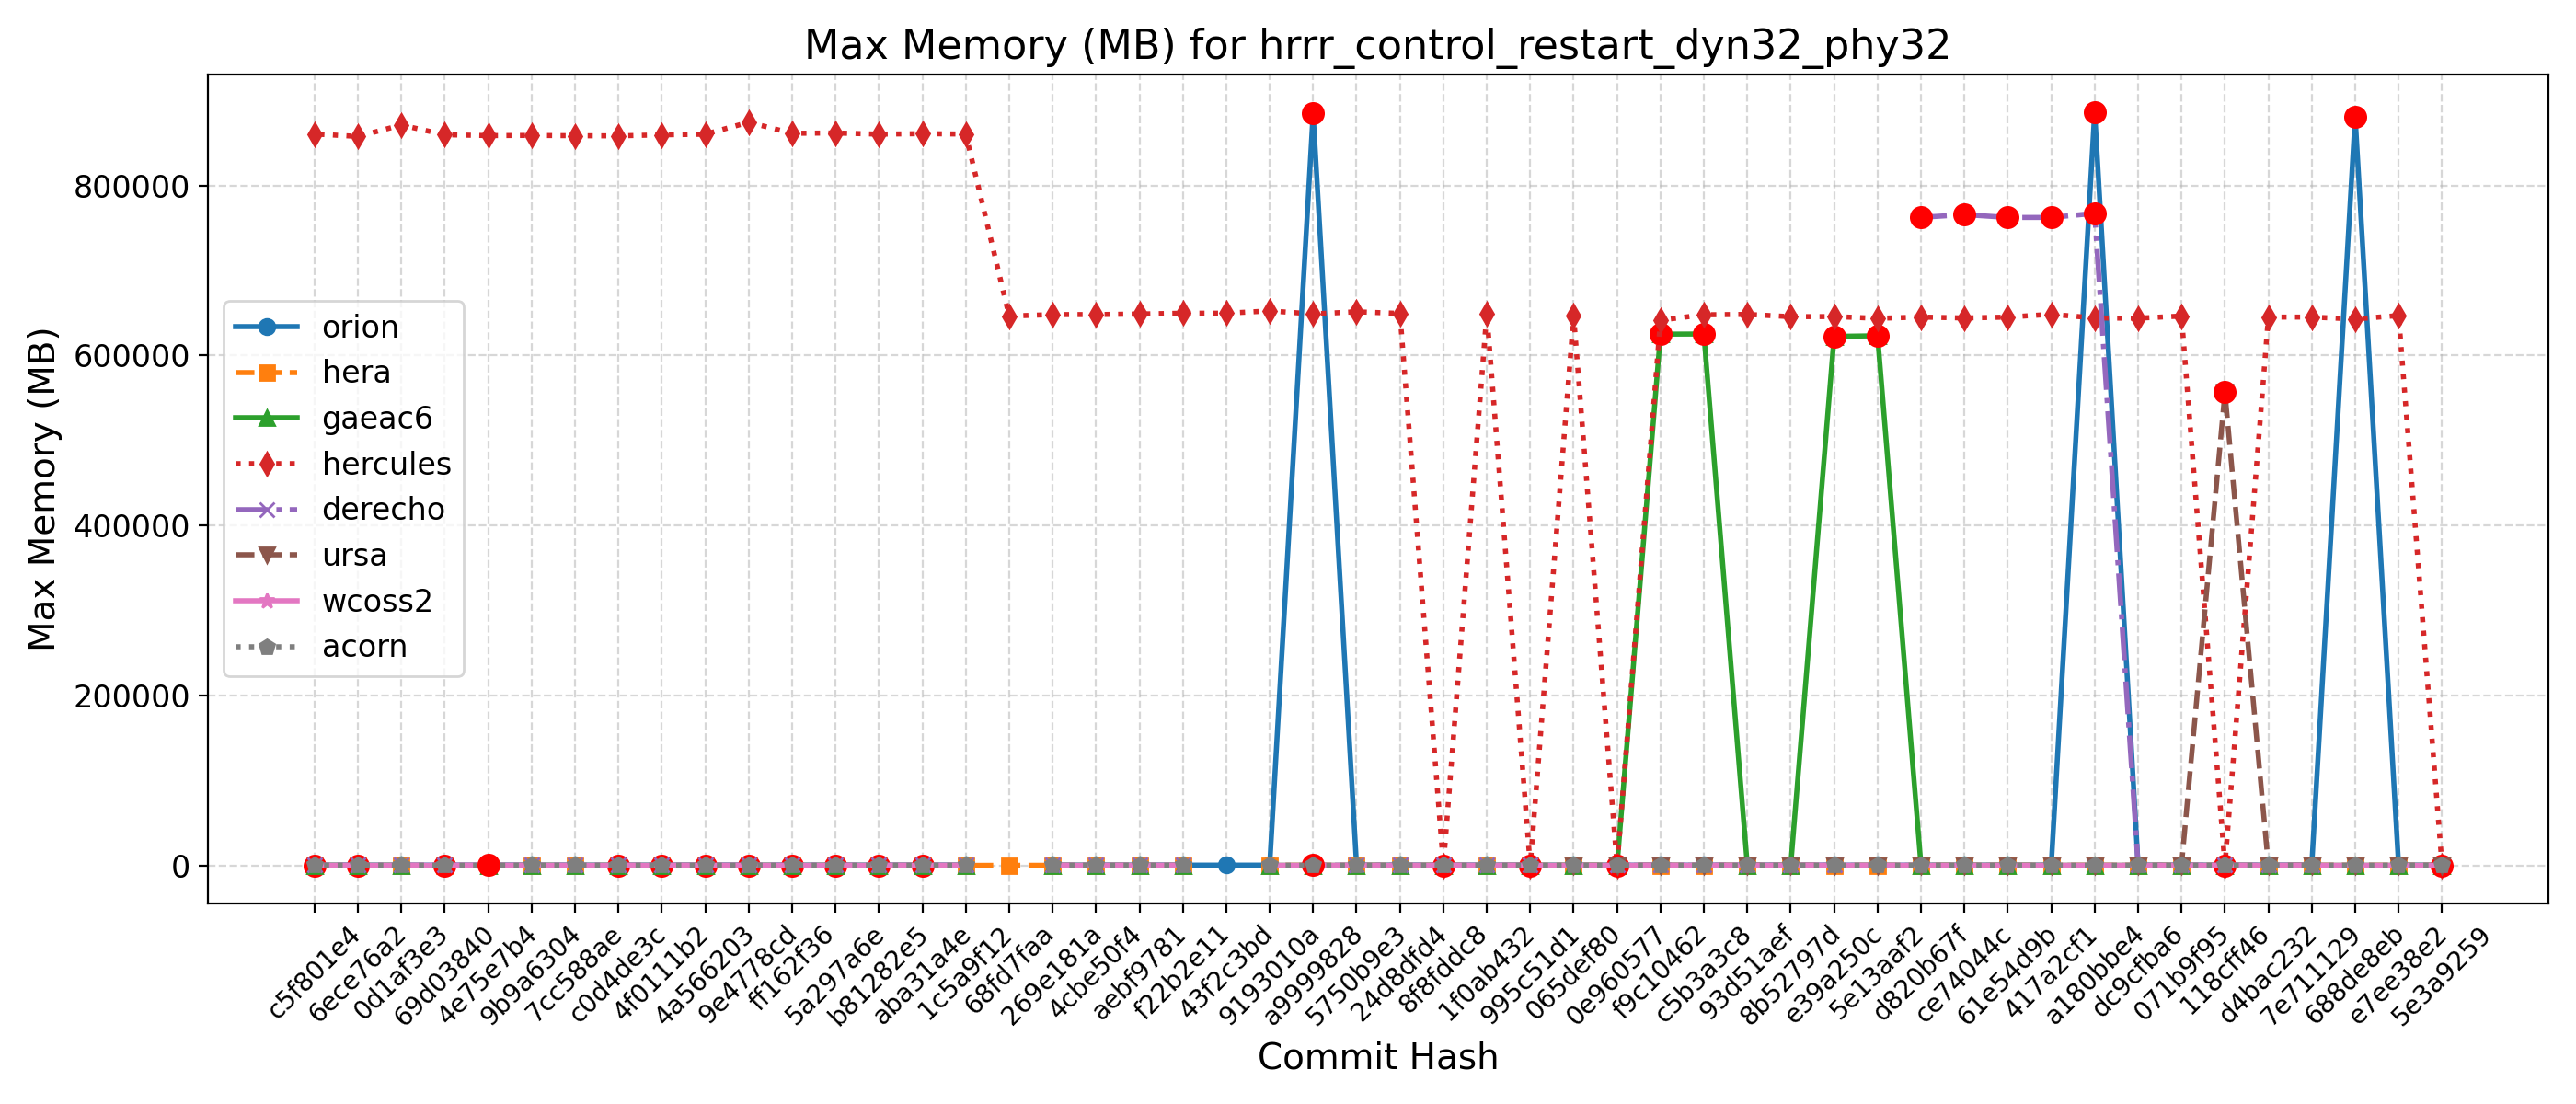 Max Memory (MB) for hrrr_control_restart_dyn32_phy32
Max Memory (MB)
800000
600000
400000
200000
0
orion
hera
gaeac6
hercules
derecho
ursa
wcoss2
acorn
c5f801e4
6ece76a2
0d1af3e3
69d03840
4e75e7b4
9b9a6304
7cc588ae
c0d4de3c
4f0111b2
4a566203
9e4778cd
ff162f36
5a297a6e
b81282e5
aba31a4e
1c5a9f12
68fd7faa
269e181a
4cbe50f4
aebf9781
f22b2e11
43f2c3bd
9193010a
a9999828
5750b9e3
24d8dfd4
8f8fddc8
1f0ab432
995c51d1
065def80
0e960577
f9c10462
c5b3a3c8
93d51aef
8b52797d
e39a250c
5e13aaf2
d820b67f
ce74044c
61e54d9b
417a2cf1
a180bbe4
dc9cfba6
071b9f95
118cff46
d4bac232
7e711129
688de8eb
e7ee38e2
5e3a9259
Commit Hash